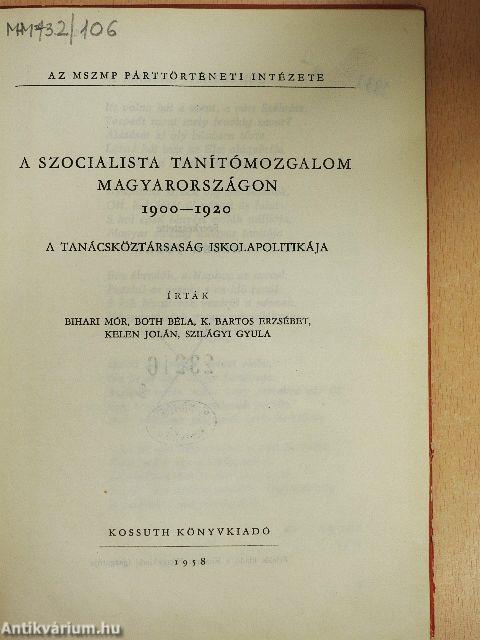 MM 432/106
AZ MSZMP PÁRTTÖRTÉNETI INTÉZETE
A SZOCIALISTA TANÍTÓMOZGALOM
MAGYARORSZÁGON
1900—1920
A TANÁCSKÖZTÁRSASÁG ISKOLAPOLITIKÁJA
ÍRTÁK
BIHARI MÓR, BOTH BÉLA, K. BARTOS ERZSÉBET,
KELEN JOLÁN, SZILÁGYI GYULA
KOSSUTH KÖNYVKIADÓ
1958
Antikvárium.hu